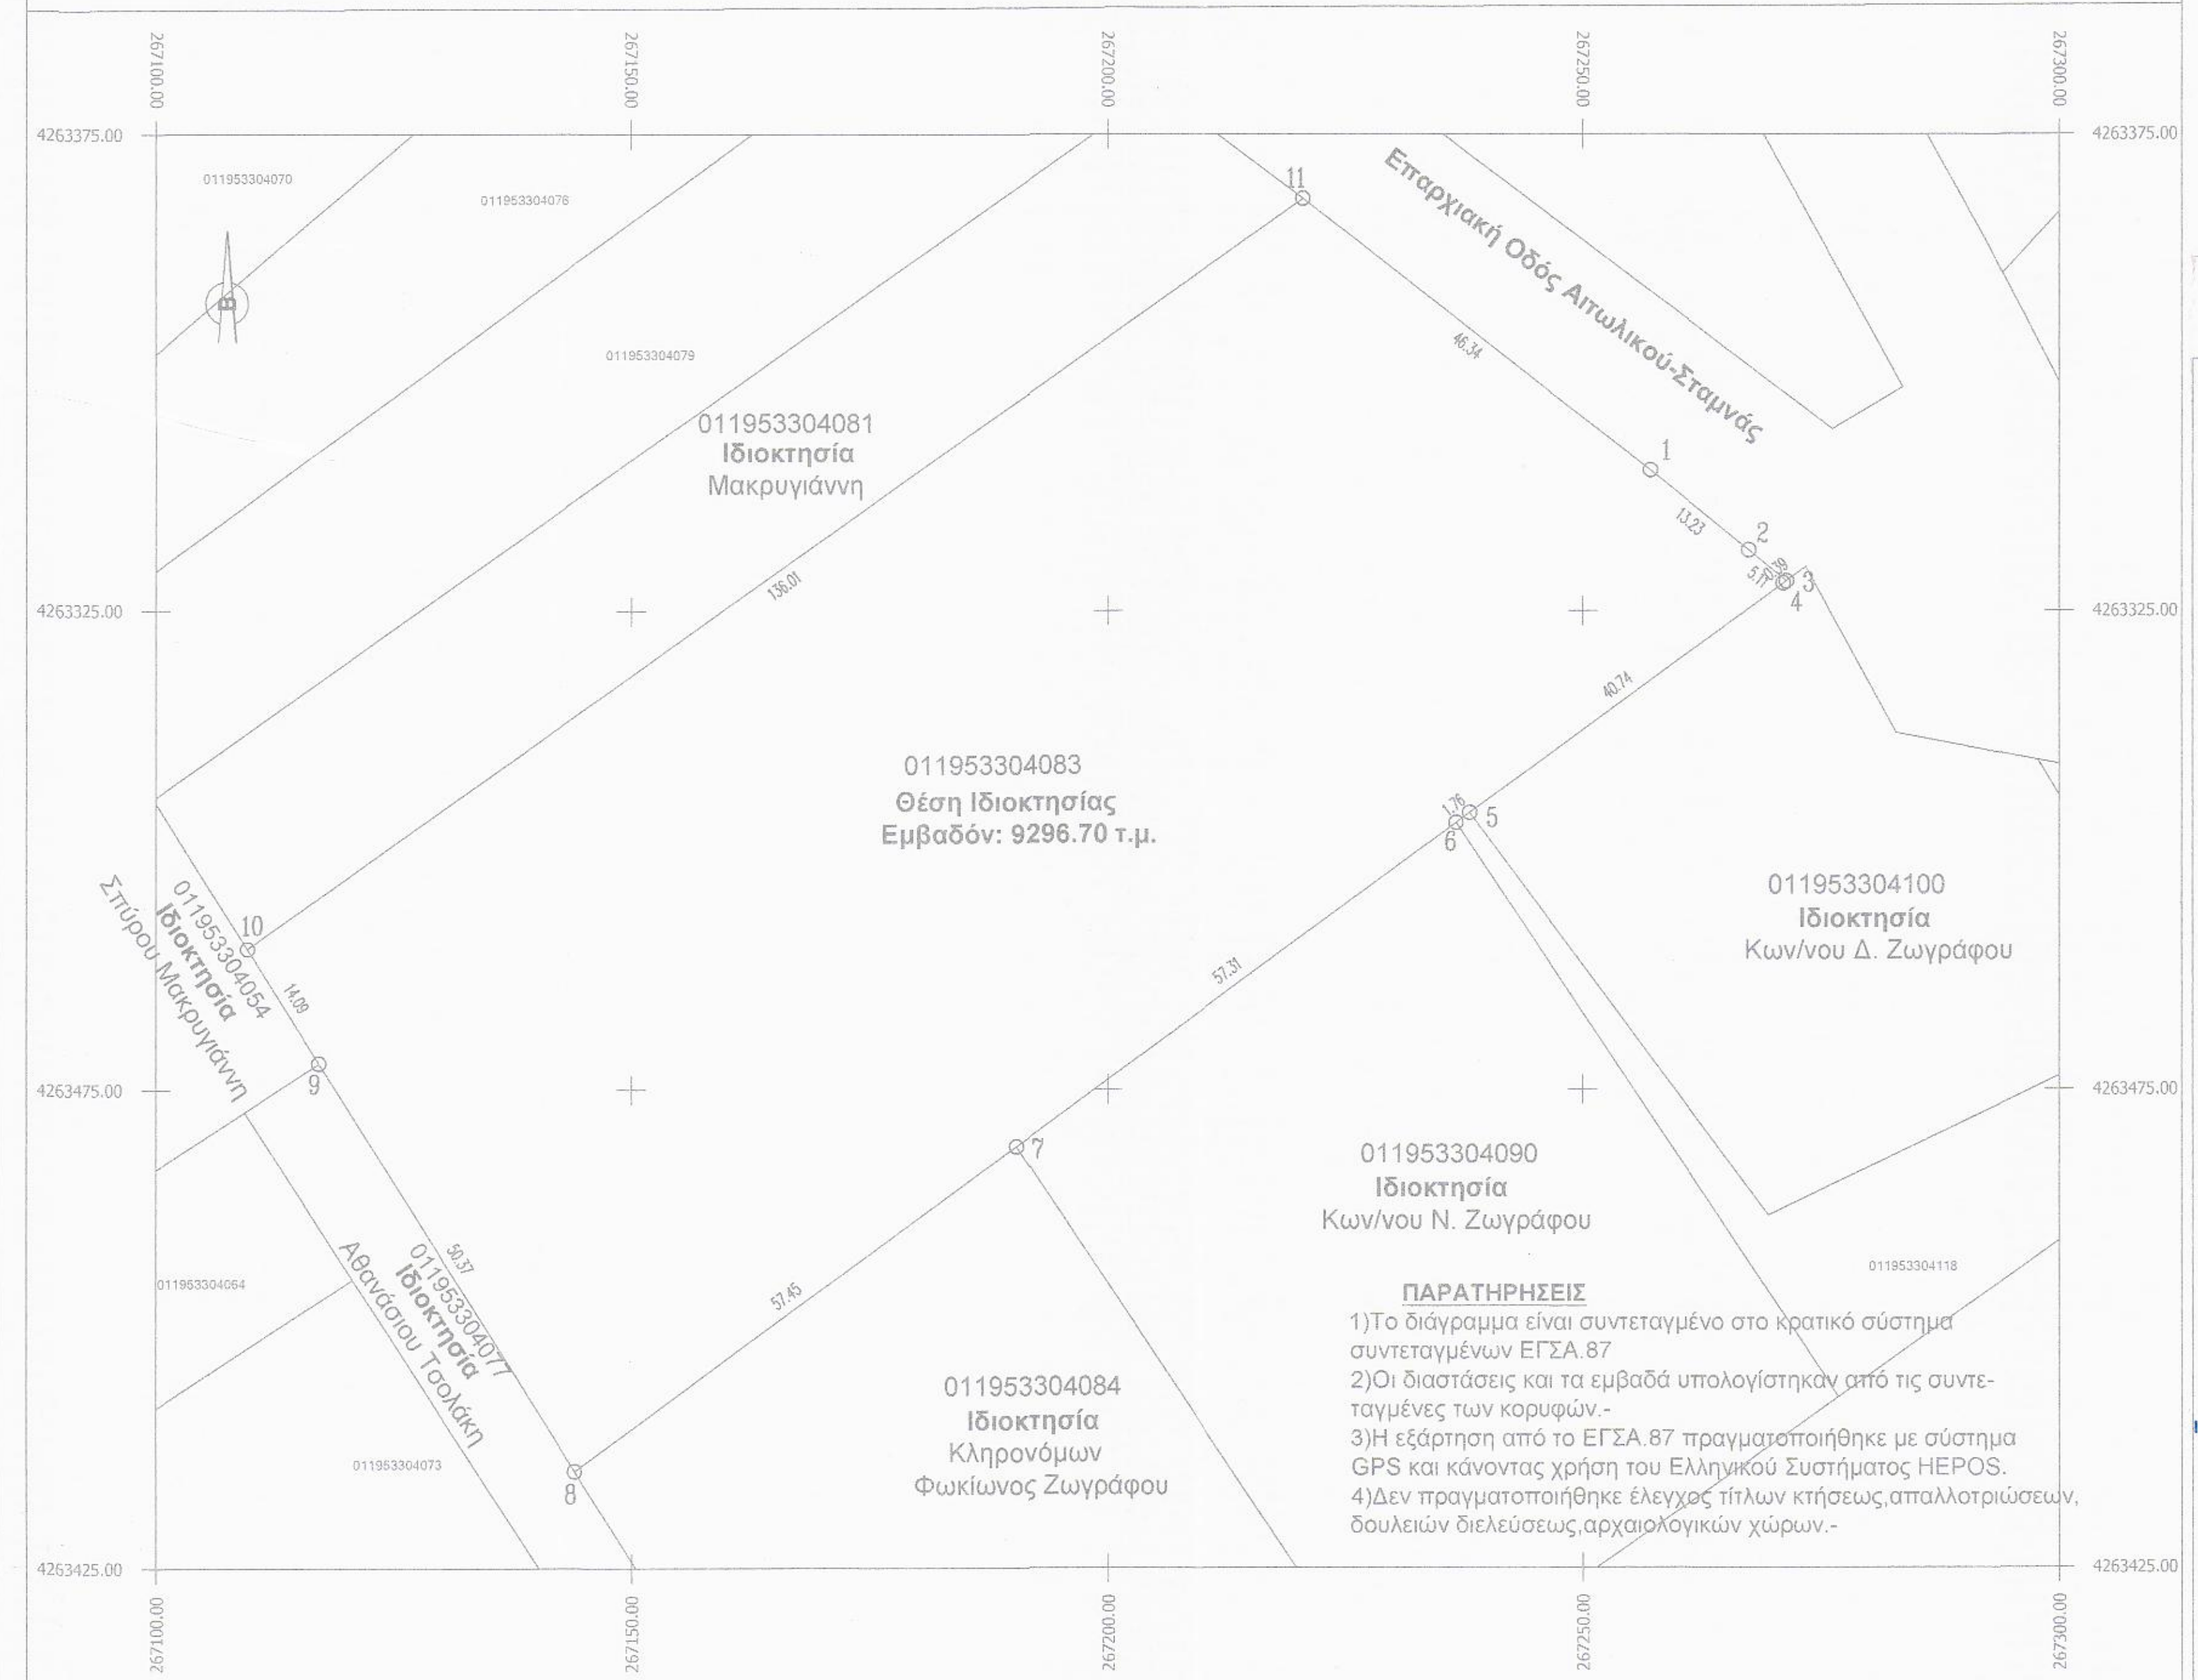 267100.00
267150.00
267200.00
267250.00
267300.00
4263375.00
4263375.00
011953304070
011953304076
11
Επαρχιακή Οδός Αιτωλικού-Σταμνάς
B
46.34
011953304079
011953304081
Ιδιοκτησία
Μακρυγιάννη
1
13.23
2
5.11
3
4
136.01
4263325.00
4263325.00
40.74
011953304083
Θέση Ιδιοκτησίας
Εμβαδόν: 9296.70 τ.μ.
1.76
5
6
011953304100
Ιδιοκτησία
Κων/νου Δ. Ζωγράφου
10
011953304054
Ιδιοκτησία
Σπύρου Μακρυγιάννη
14.09
57.31
9
4263475.00
4263475.00
7
011953304090
Ιδιοκτησία
Κων/νου Ν. Ζωγράφου
50.37
011953304077
Ιδιοκτησία
Αθανάσιου Τσολάκη
011953304064
57.45
011953304118
011953304073
8
011953304084
Ιδιοκτησία
Κληρονόμων
Φωκίωνος Ζωγράφου
ΠΑΡΑΤΗΡΗΣΕΙΣ
1)Το διάγραμμα είναι συντεταγμένο στο κρατικό σύστημα
συντεταγμένων ΕΓΣΑ.87
2)Οι διαστάσεις και τα εμβαδά υπολογίστηκαν από τις συντε-
ταγμένες των κορυφών.-
3)Η εξάρτηση από το ΕΓΣΑ.87 πραγματοποιήθηκε με σύστημα
GPS και κάνοντας χρήση του Ελληνικού Συστήματος HEPOS.
4)Δεν πραγματοποιήθηκε έλεγχος τίτλων κτήσεως,απαλλοτριώσεων,
δουλειών διελεύσεως,αρχαιολογικών χώρων.-
4263425.00
4263425.00
267100.00
267150.00
267200.00
267250.00
267300.00